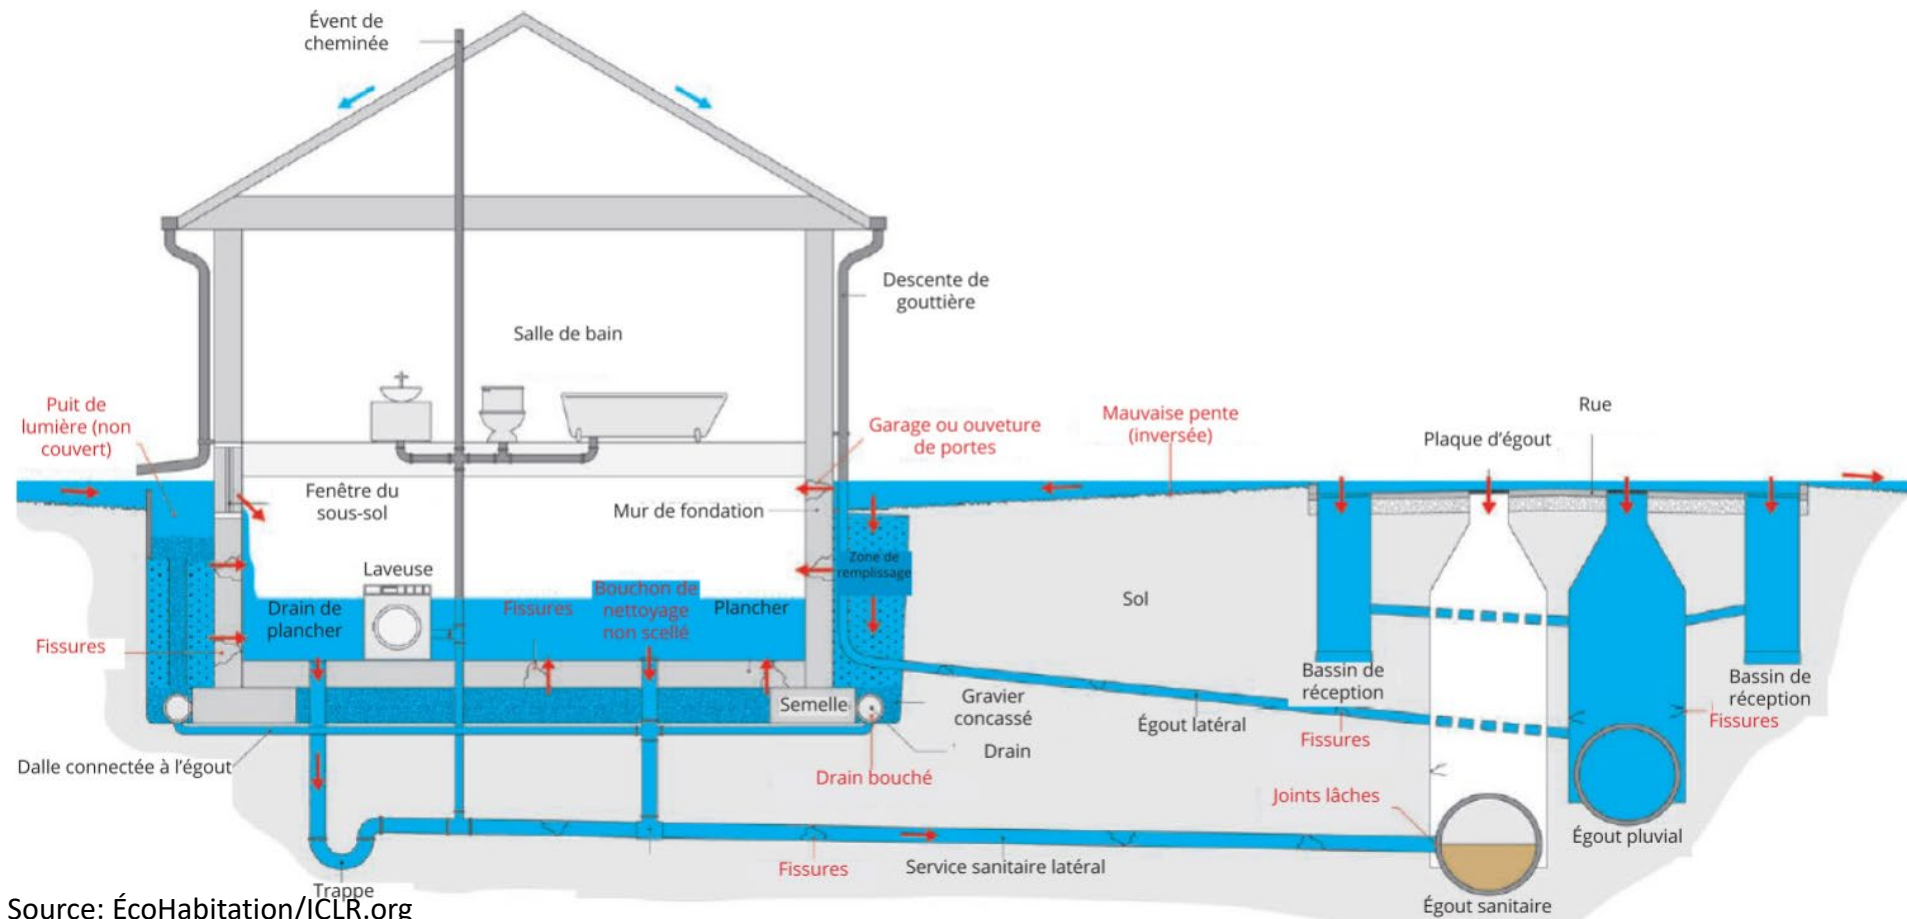 Évent de
cheminée
Descente de
gouttière
Salle de bain
Puit de
lumière (non
couvert)
Garage ou ouveture
de portes
Mauvaise pente
(inversée)
Rue
Plaque d'égout
Fenêtre du
sous-sol
Mur de fondation
Zone de
remplissage
Laveuse
Bouchon de
nettoyage
non scellé
Fissures
Plancher
Drain de
plancher
Sol
Fissures
Bassin de
réception
Bassin de
réception
Semelle
Gravier
concassé
Égout latéral
Fissures
Fissures
Drain
Dalle connectée à l'égout
Drain bouché
Joints lâches
Égout pluvial
Fissures
Service sanitaire latéral
Trappe
Égout sanitaire
Source: ÉcoHabitation/ICLR.org